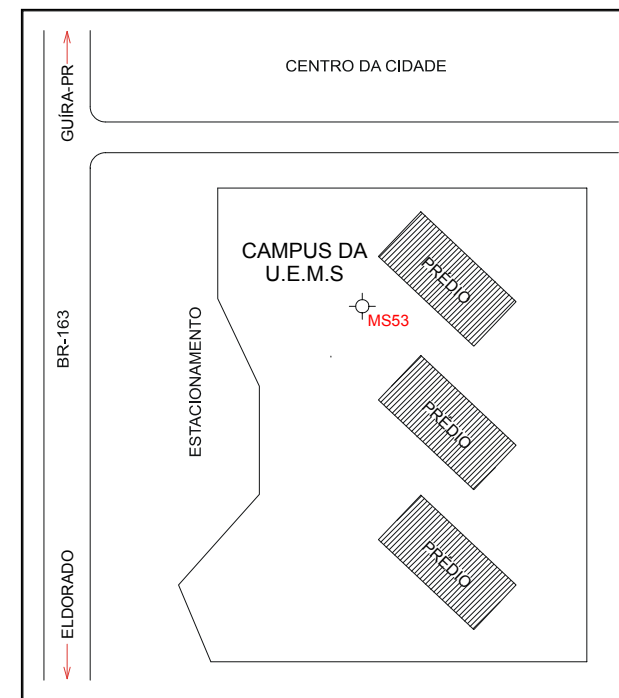 GUÍRA-PR
CENTRO DA CIDADE
CAMPUS DA
U.E.M.S
PRÉDIO
MS53
BR-163
ESTACIONAMENTO
PRÉDIO
PRÉDIO
ELDORADO